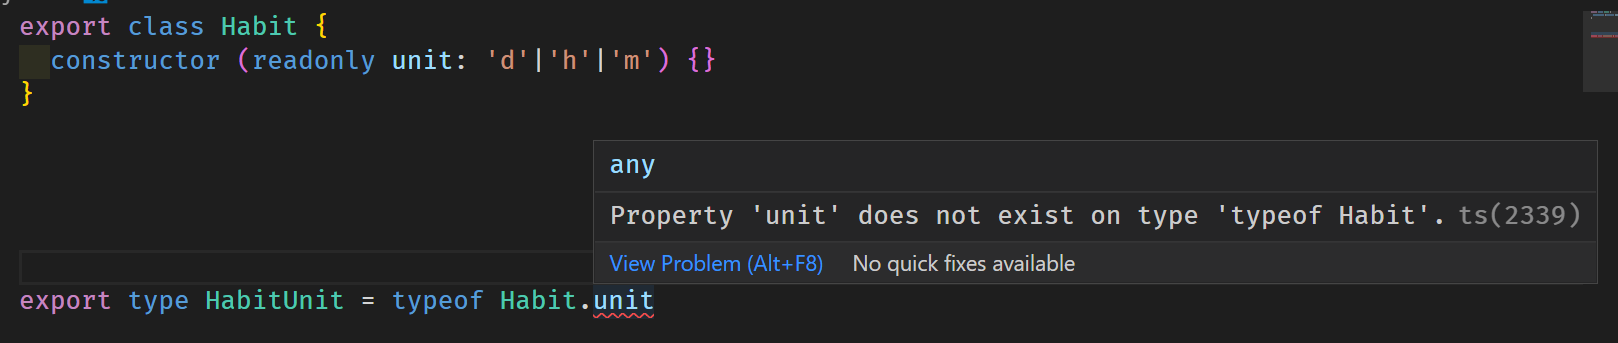 export class Habit {
constructor (readonly unit: 'd'|'h'|'m') {}
}
any
Property 'unit' does not exist on type 'typeof Habit'. ts(2339)
View Problem (Alt+F8) No quick fixes available
export type HabitUnit = typeof Habit.unit